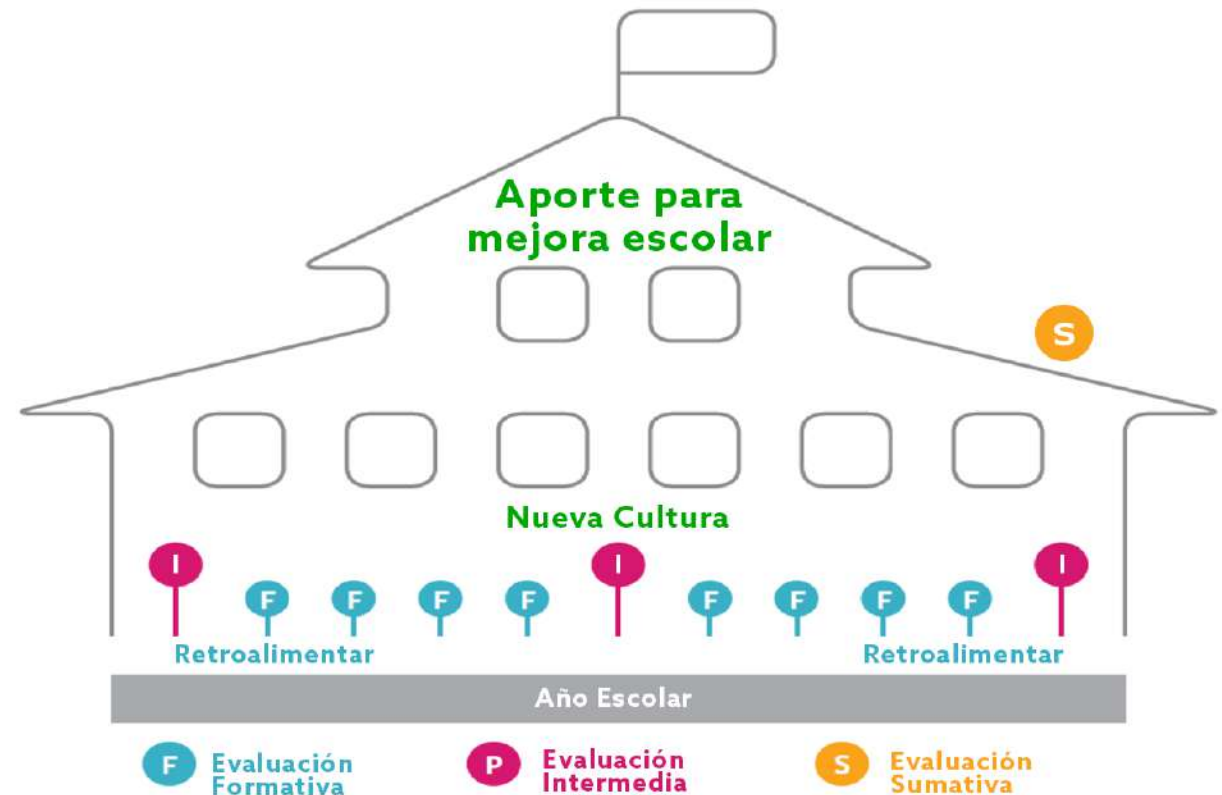 Aporte para
mejora escolar
S
Nueva Cultura
I I I
F F F F F F F F
Retroalimentar Retroalimentar
Año Escolar
F Evaluación
Formativa
P Evaluación
Intermedia
S Evaluación
Sumativa